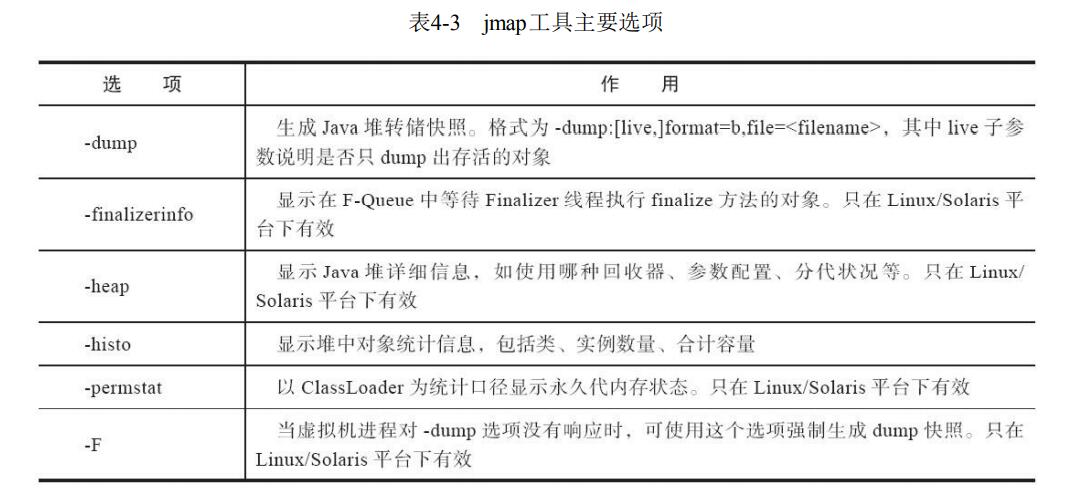 表4-3 jmap工具主要选项
选 项 作 用
-dump 生成 Java 堆转储快照。格式为 -dump:[live,]format=b,file=<filename>，其中 live 子参
数说明是否只 dump 出存活的对象
-finalizerinfo 显示在 F-Queue 中等待 Finalizer 线程执行 finalize 方法的对象。只在 Linux/Solaris 平
台下有效
-heap 显示 Java 堆详细信息，如使用哪种回收器、参数配置、分代状况等。只在 Linux/
Solaris 平台下有效
-histo 显示堆中对象统计信息，包括类、实例数量、合计容量
-permstat 以 ClassLoader 为统计口径显示永久代内存状态。只在 Linux/Solaris 平台下有效
-F 当虚拟机进程对 -dump 选项没有响应时，可使用这个选项强制生成 dump 快照。只在
Linux/Solaris 平台下有效